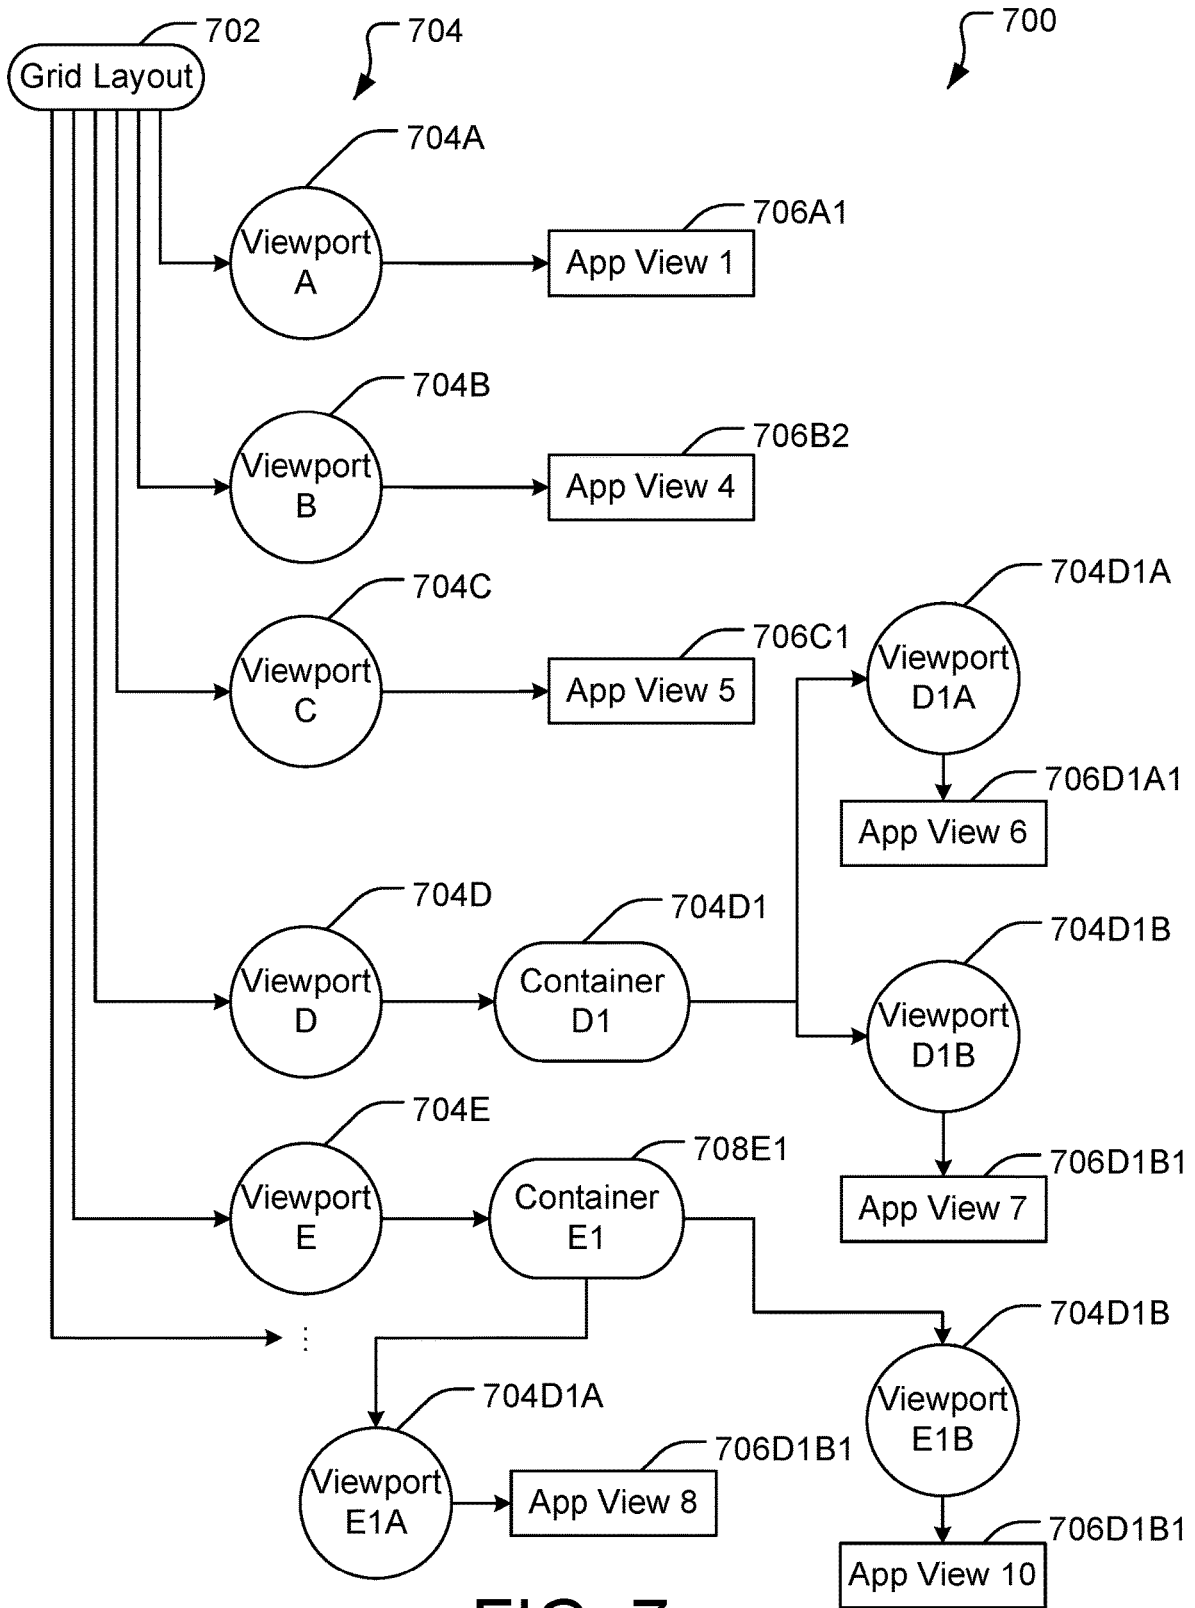 702
704
700
Grid Layout
704A
Viewport
A
706A1
App View 1
704B
Viewport
B
706B2
App View 4
704C
Viewport
C
706C1
App View 5
704D1A
Viewport
D1A
706D1A1
App View 6
704D
Viewport
D
704D1
Container
D1
704D1B
Viewport
D1B
706D1B1
App View 7
704E
Viewport
E
708E1
Container
E1
⋮
704D1B
Viewport
E1B
706D1B1
App View 10
704D1A
Viewport
E1A
706D1B1
App View 8
FIG. 7